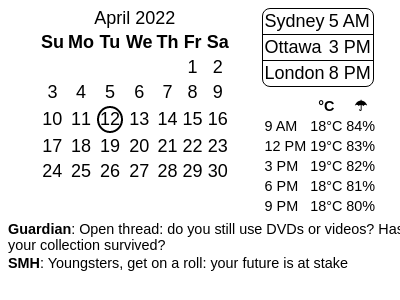 April 2022
Su Mo Tu We Th Fr Sa
1 2
3 4 5 6 7 8 9
10 11 12 13 14 15 16
17 18 19 20 21 22 23
24 25 26 27 28 29 30
Sydney 5 AM
Ottawa 3 PM
London 8 PM
°C ☂
9 AM 18°C 84%
12 PM 19°C 83%
3 PM 19°C 82%
6 PM 18°C 81%
9 PM 18°C 80%
Guardian: Open thread: do you still use DVDs or videos? Has
your collection survived?
SMH: Youngsters, get on a roll: your future is at stake